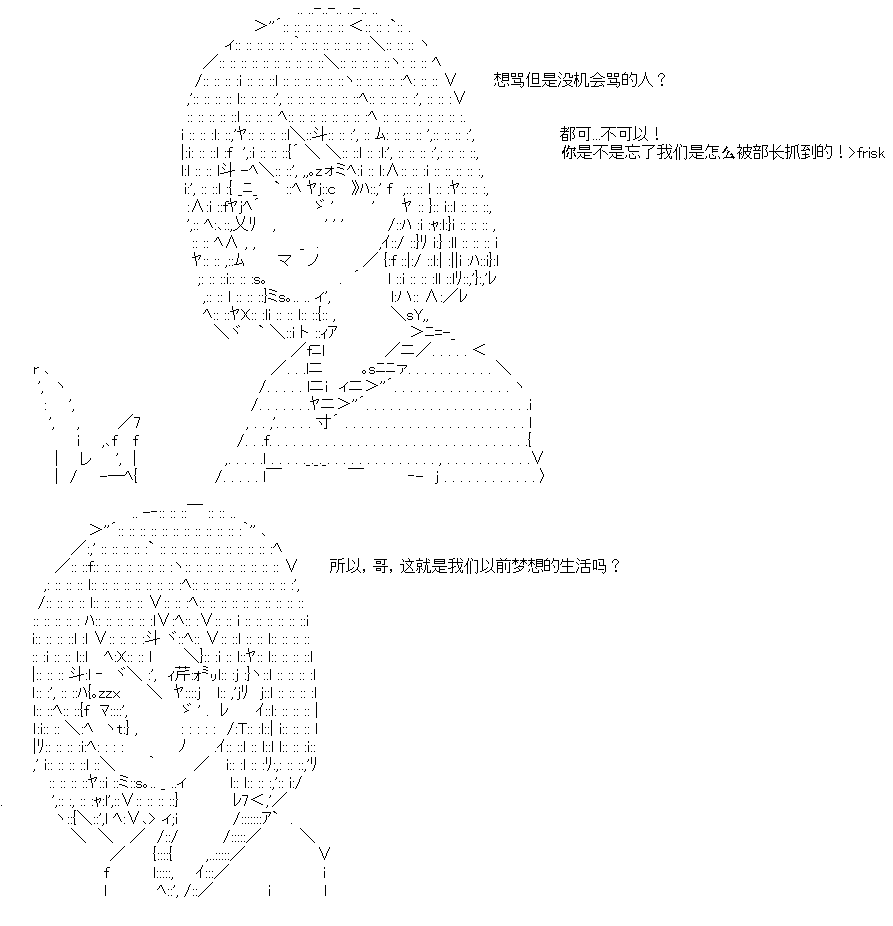 想骂但是没机会骂的人？
都可...不可以！
你是不是忘了我们是怎么被部长抓到的！>frisk
所以，哥，这就是我们以前梦想的生活吗？